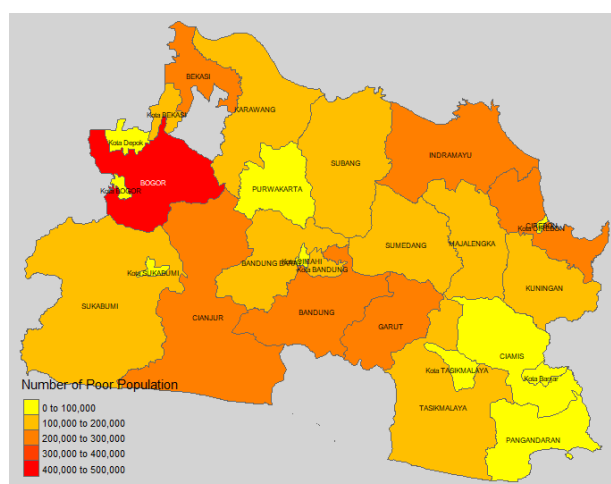 BEKASI
Kota BEKASI
KARAWANG
Kota Depok
BOGOR
Kota BOGOR
PURWAKARTA
SUBANG
INDRAMAYU
CIREBON
Kota CIREBON
SUMEDANG
MAJALENGKA
BANDUNG BARAT
Kota CIMAHI
Kota BANDUNG
Kota SUKABUMI
SUKABUMI
CIANJUR
BANDUNG
GARUT
KUNINGAN
CIAMIS
Kota TASIKMALAYA
Kota Banjar
TASIKMALAYA
PANGANDARAN
Number of Poor Population
0 to 100,000
100,000 to 200,000
200,000 to 300,000
300,000 to 400,000
400,000 to 500,000